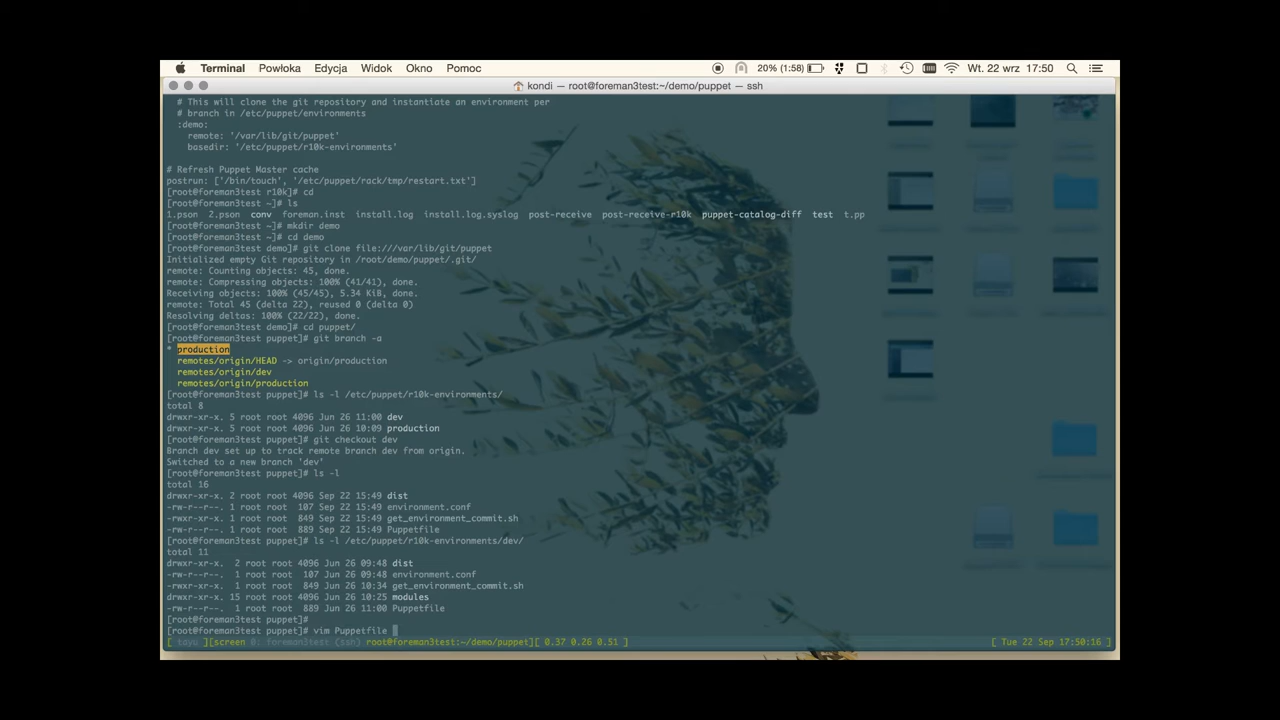 Terminal Powłoka Edycja Widok Okno Pomoc 20% (1:58) Wt. 22 wrz 17:50
kondi — root@foreman3test:~/demo/puppet — ssh
# This will clone the git repository and instantiate an environment per
# branch in /etc/puppet/environments
:demo:
remote: '/var/lib/git/puppet'
basedir: '/etc/puppet/r10k-environments'
# Refresh Puppet Master cache
postrun: ['/bin/touch', '/etc/puppet/rack/tmp/restart.txt']
[root@foreman3test r10k]# cd
[root@foreman3test ~]# ls
1.pson 2.pson conv foreman.inst install.log install.log.syslog post-receive post-receive-r10k puppet-catalog-diff test t.pp
[root@foreman3test ~]# mkdir demo
[root@foreman3test ~]# cd demo
[root@foreman3test demo]# git clone file:///var/lib/git/puppet
Initialized empty Git repository in /root/demo/puppet/.git/
remote: Counting objects: 45, done.
remote: Compressing objects: 100% (41/41), done.
Receiving objects: 100% (45/45), 5.34 KiB, done.
remote: Total 45 (delta 22), reused 0 (delta 0)
Resolving deltas: 100% (22/22), done.
[root@foreman3test demo]# cd puppet/
[root@foreman3test puppet]# git branch -a
* production
remotes/origin/HEAD -> origin/production
remotes/origin/dev
remotes/origin/production
[root@foreman3test puppet]# ls -l /etc/puppet/r10k-environments/
total 8
drwxr-xr-x. 5 root root 4096 Jun 26 11:00 dev
drwxr-xr-x. 5 root root 4096 Jun 26 10:09 production
[root@foreman3test puppet]# git checkout dev
Branch dev set up to track remote branch dev from origin.
Switched to a new branch 'dev'
[root@foreman3test puppet]# ls -l
total 16
drwxr-xr-x. 2 root root 4096 Sep 22 15:49 dist
-rw-r--r--. 1 root root 107 Sep 22 15:49 environment.conf
-rw-r--r--. 1 root root 849 Sep 22 15:49 get_environment_commit.sh
-rw-r--r--. 1 root root 889 Sep 22 15:49 Puppetfile
[root@foreman3test puppet]# ls -l /etc/puppet/r10k-environments/dev/
total 11
drwxr-xr-x. 2 root root 4096 Jun 26 09:48 dist
-rw-r--r--. 1 root root 107 Jun 26 09:48 environment.conf
-rw-r--r--. 1 root root 849 Jun 26 10:34 get_environment_commit.sh
drwxr-xr-x. 15 root root 4096 Jun 26 10:25 modules
-rw-r--r--. 1 root root 889 Jun 26 11:00 Puppetfile
[root@foreman3test puppet]#
[root@foreman3test puppet]# vim Puppetfile
[ tayu ][screen 0: foreman3test (ssh) root@foreman3test:~/demo/puppet][ 0.37 0.26 0.51 ] [ Tue 22 Sep 17:50:16 ]